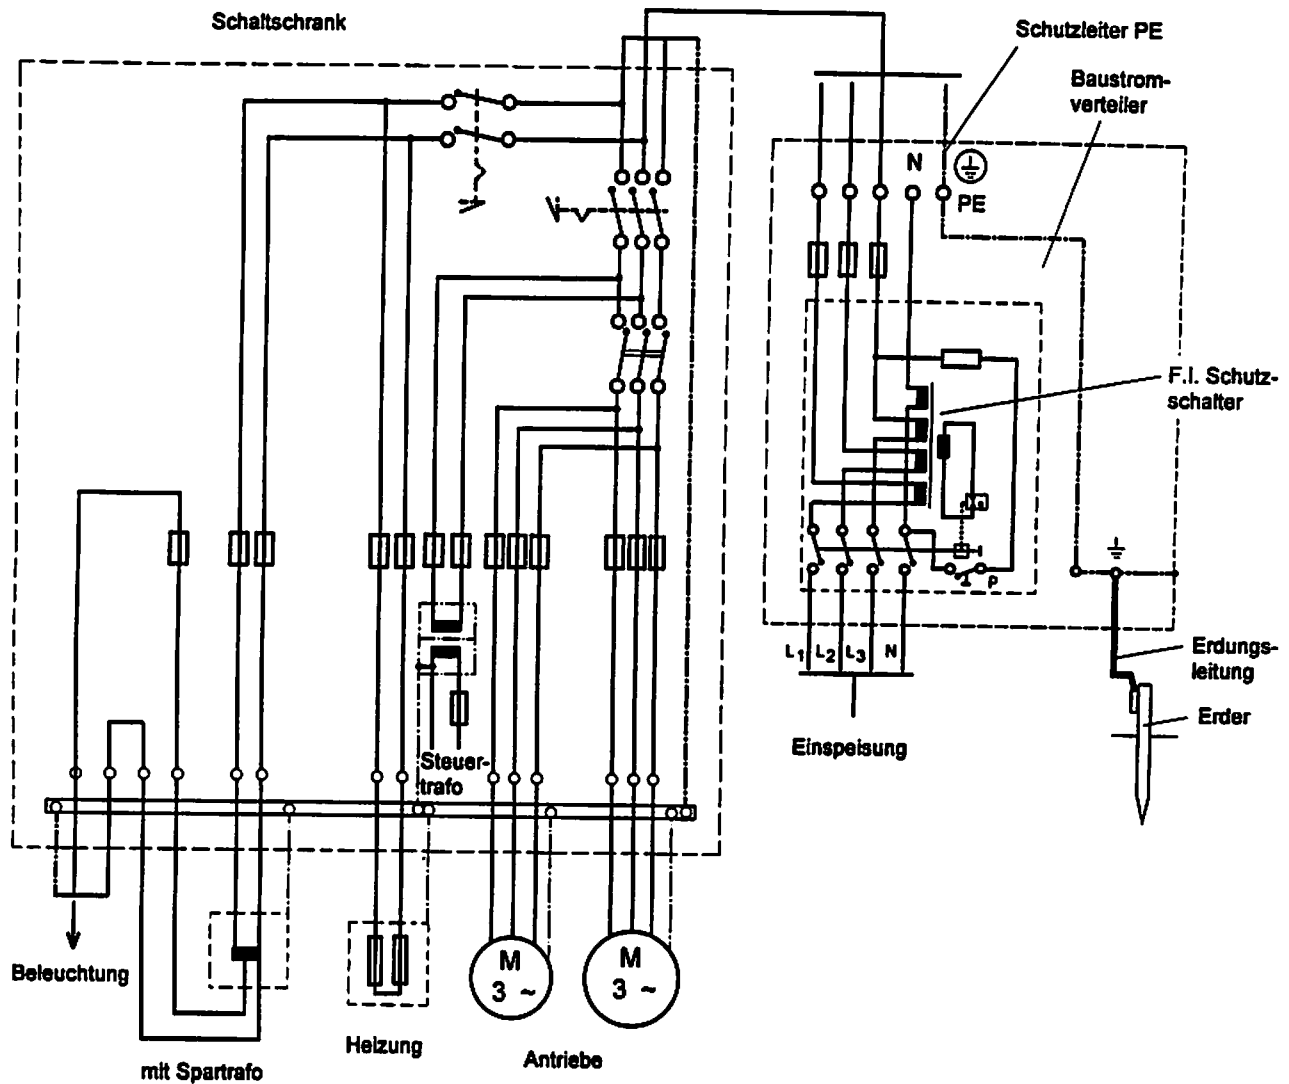 Schaltschrank
Schutzleiter PE
Baustrom-
verteiler
N
PE
F.I. Schutz-
schalter
P
L1 L2 L3 N
Einspeisung
Erdungs-
leitung
Erder
Steuer-
trafo
M
3 ~
M
3 ~
Beleuchtung
mit Spartrafo
Heizung
Antriebe